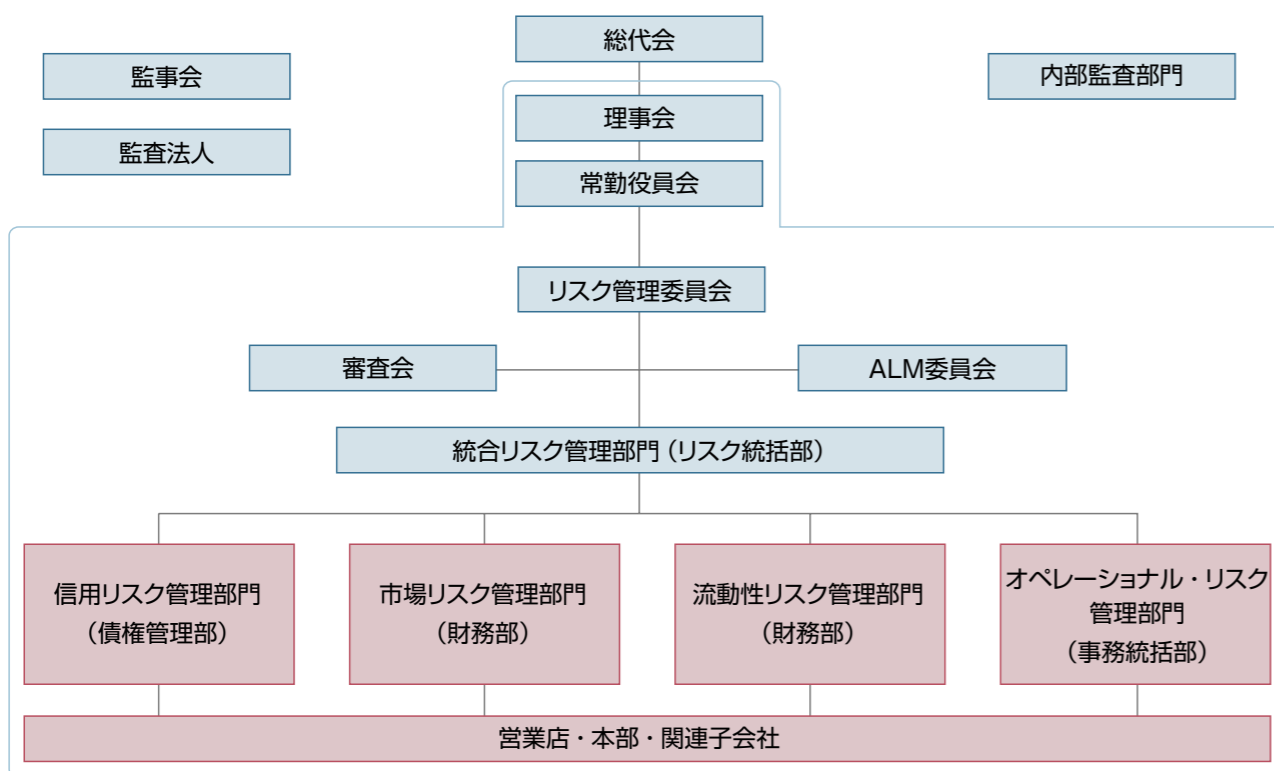 総代会
監事会
内部監査部門
理事会
監査法人
常勤役員会
リスク管理委員会
審査会
ALM委員会
統合リスク管理部門（リスク統括部）
信用リスク管理部門
（債権管理部）
市場リスク管理部門
（財務部）
流動性リスク管理部門
（財務部）
オペレーショナル・リスク
管理部門
（事務統括部）
営業店・本部・関連子会社